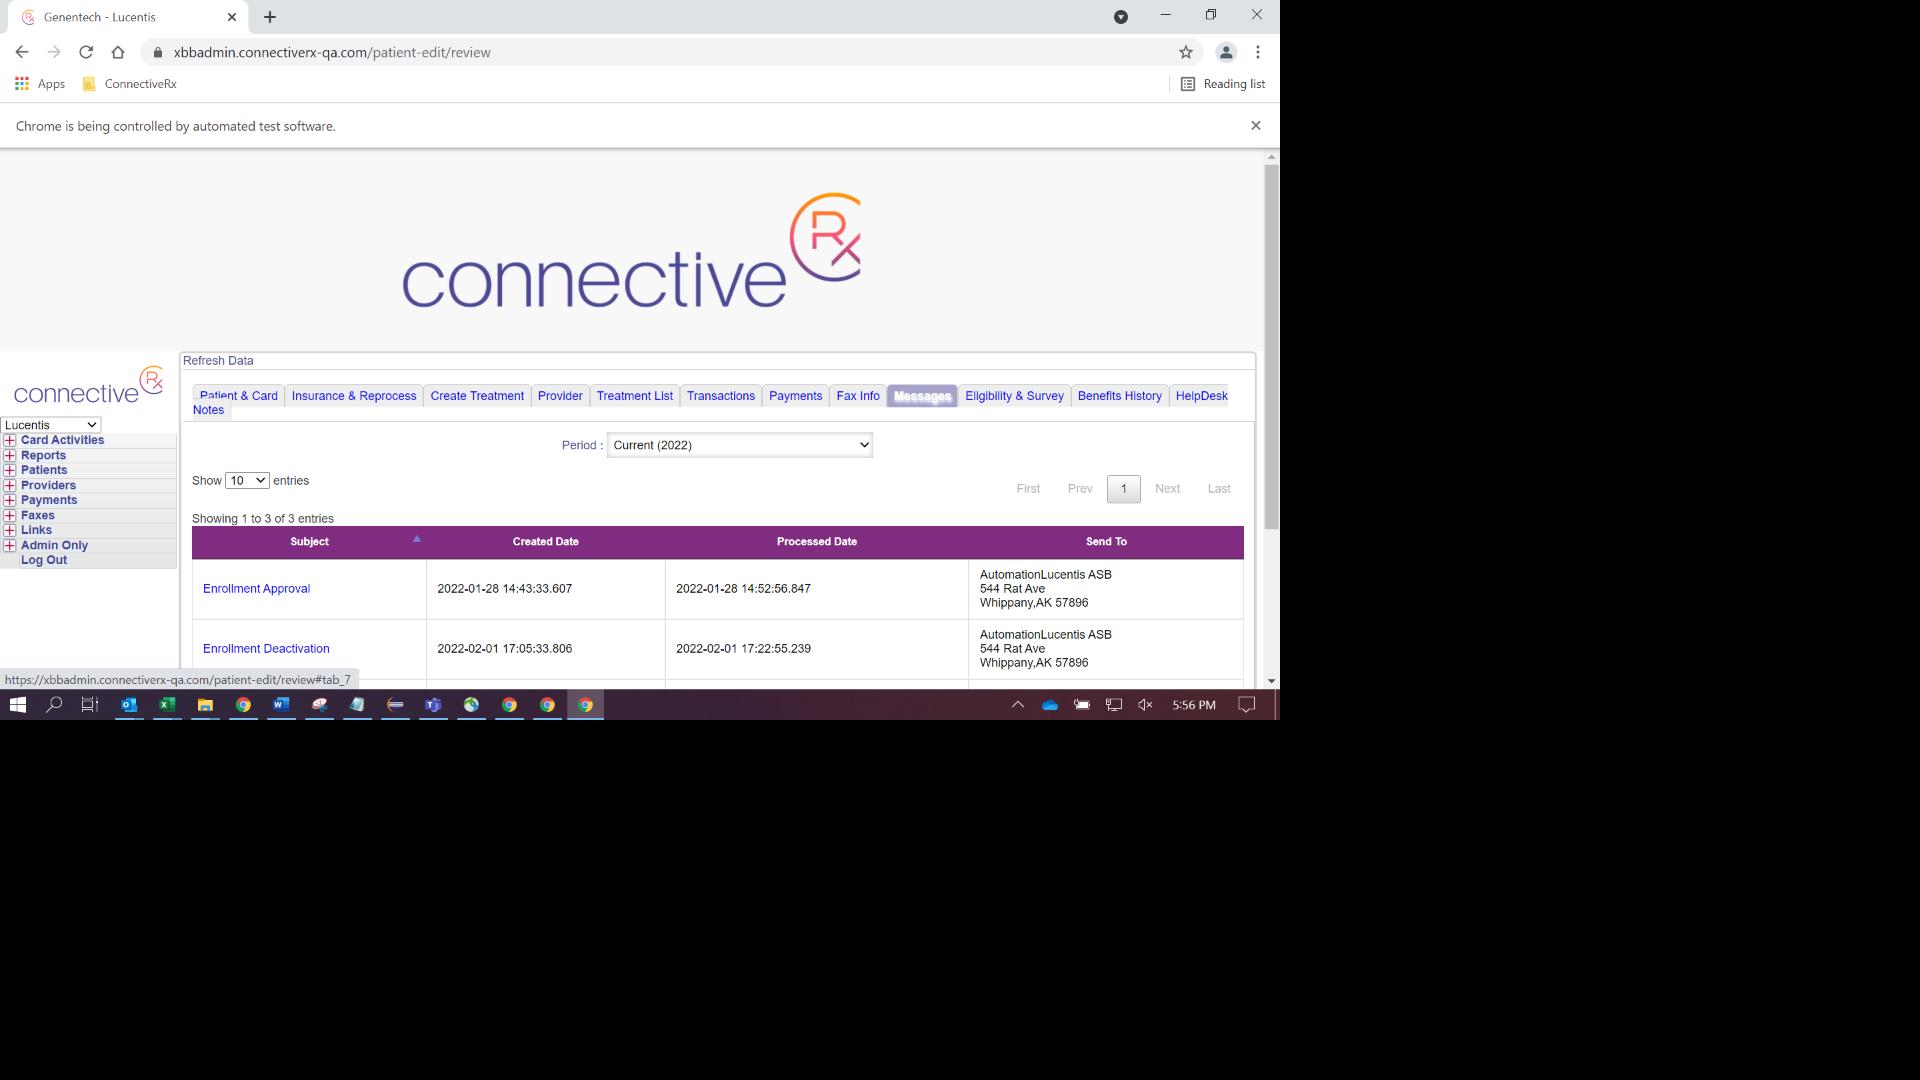 Genentech - Lucentis
xbbadmin.connectiverx-qa.com/patient-edit/review
Apps ConnectiveRx Reading list
Chrome is being controlled by automated test software.
connective Rx
connective Rx
Lucentis
Card Activities
Reports
Patients
Providers
Payments
Faxes
Links
Admin Only
Log Out
Refresh Data
Patient & Card Insurance & Reprocess Create Treatment Provider Treatment List Transactions Payments Fax Info Messages Eligibility & Survey Benefits History HelpDesk
Notes
Period : Current (2022)
Show 10 entries
First Prev 1 Next Last
Showing 1 to 3 of 3 entries
Subject Created Date Processed Date Send To
Enrollment Approval 2022-01-28 14:43:33.607 2022-01-28 14:52:56.847 AutomationLucentis ASB
544 Rat Ave
Whippany,AK 57896
Enrollment Deactivation 2022-02-01 17:05:33.806 2022-02-01 17:22:55.239 AutomationLucentis ASB
544 Rat Ave
Whippany,AK 57896
https://xbbadmin.connectiverx-qa.com/patient-edit/review#tab_7
5:56 PM